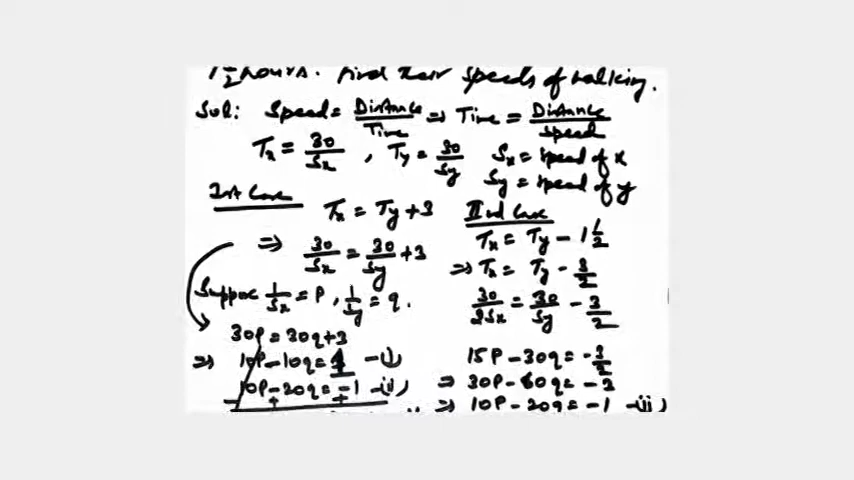 1 1/2 hours. Find their speeds of walking.
Sol: Speed = Distance/Time ⇒ Time = Distance/Speed
Tx = 30/Sx , Ty = 30/Sy Sx = speed of x
Sy = speed of y
Ist Case
Tx = Ty + 3
⇒ 30/Sx = 30/Sy + 3
Suppose 1/Sx = P , 1/Sy = q.
30P = 30q + 3
⇒ 10P - 10q = 1 - (i)
10P - 20q = -1 - (ii)
- + +
IInd Case
Tx = Ty - 1 1/2
⇒ Tx = Ty - 3/2
30/2Sx = 30/Sy - 3/2
15P - 30q = -3/2
⇒ 30P - 60q = -3
⇒ 10P - 20q = -1 - (ii)